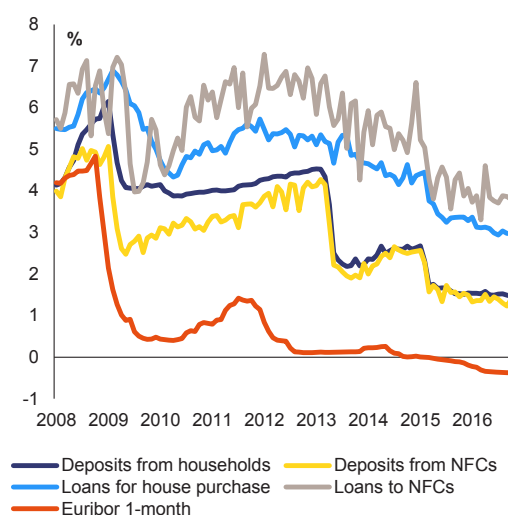 8
%
7
6
5
4
3
2
1
0
-1
2008 2009 2010 2011 2012 2013 2014 2015 2016
Deposits from households Deposits from NFCs
Loans for house purchase Loans to NFCs
Euribor 1-month